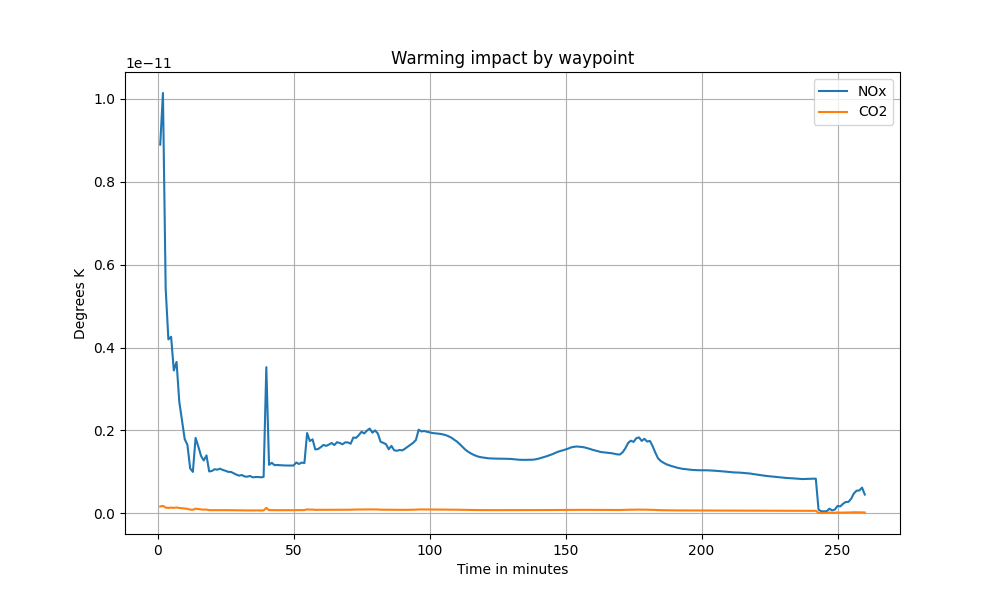 Warming impact by waypoint
1e−11
NOx
CO2
1.0
0.8
0.6
0.4
0.2
0.0
Degrees K
0 50 100 150 200 250
Time in minutes